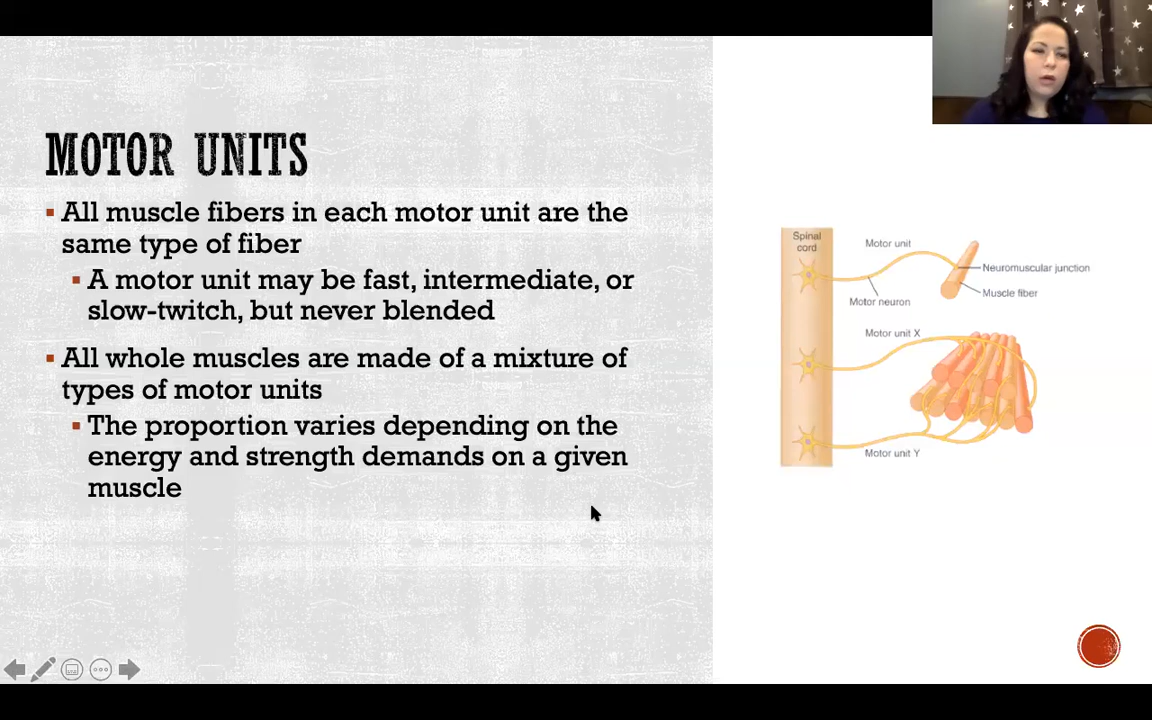 MOTOR UNITS
▪ All muscle fibers in each motor unit are the
same type of fiber
▪ A motor unit may be fast, intermediate, or
slow-twitch, but never blended
▪ All whole muscles are made of a mixture of
types of motor units
▪ The proportion varies depending on the
energy and strength demands on a given
muscle
Spinal
cord
Motor unit
Neuromuscular junction
Muscle fiber
Motor neuron
Motor unit X
Motor unit Y